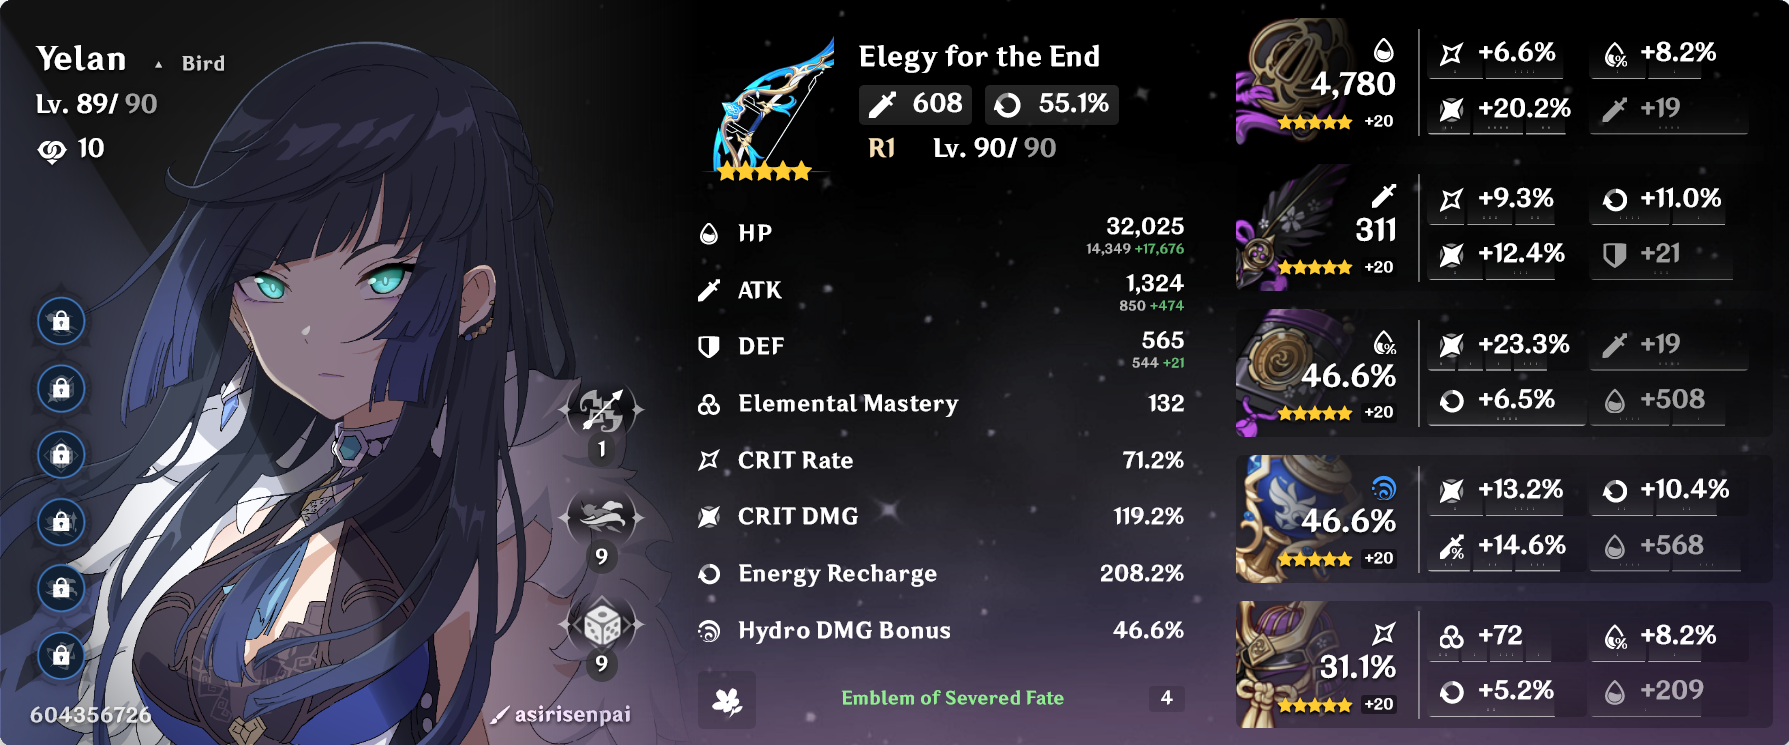 Yelan ▲ Bird
Lv. 89/ 90
10
604356726
1
9
9
asirisenpai
Elegy for the End
608 55.1%
R1 Lv. 90/ 90
HP 32,025
14,349 +17,676
ATK 1,324
850 +474
DEF 565
544 +21
Elemental Mastery 132
CRIT Rate 71.2%
CRIT DMG 119.2%
Energy Recharge 208.2%
Hydro DMG Bonus 46.6%
Emblem of Severed Fate 4
4,780
+20
+6.6% +8.2%
+20.2% +19
311
+20
+9.3% +11.0%
+12.4% +21
46.6%
+20
+23.3% +19
+6.5% +508
46.6%
+20
+13.2% +10.4%
+14.6% +568
31.1%
+20
+72 +8.2%
+5.2% +209